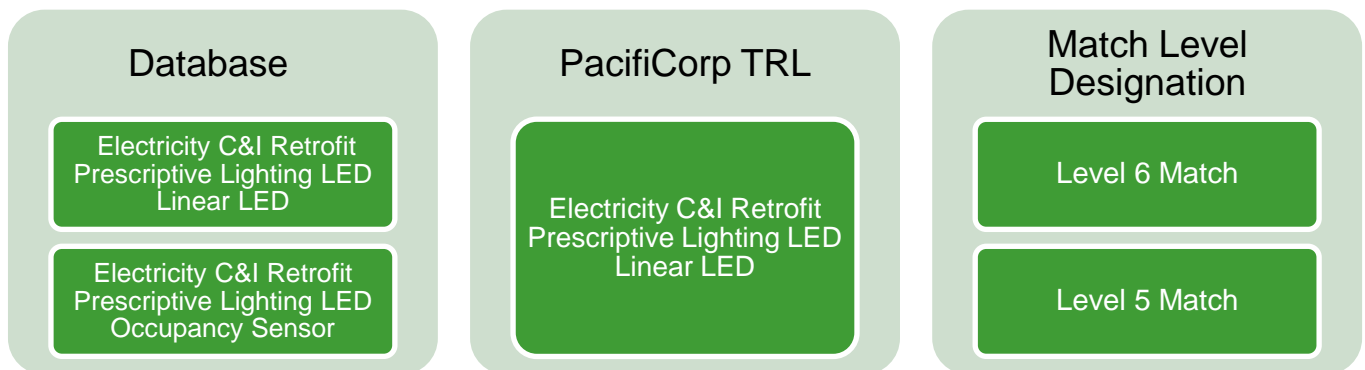 Database
Electricity C&I Retrofit
Prescriptive Lighting LED
Linear LED
Electricity C&I Retrofit
Prescriptive Lighting LED
Occupancy Sensor
PacifiCorp TRL
Electricity C&I Retrofit
Prescriptive Lighting LED
Linear LED
Match Level
Designation
Level 6 Match
Level 5 Match